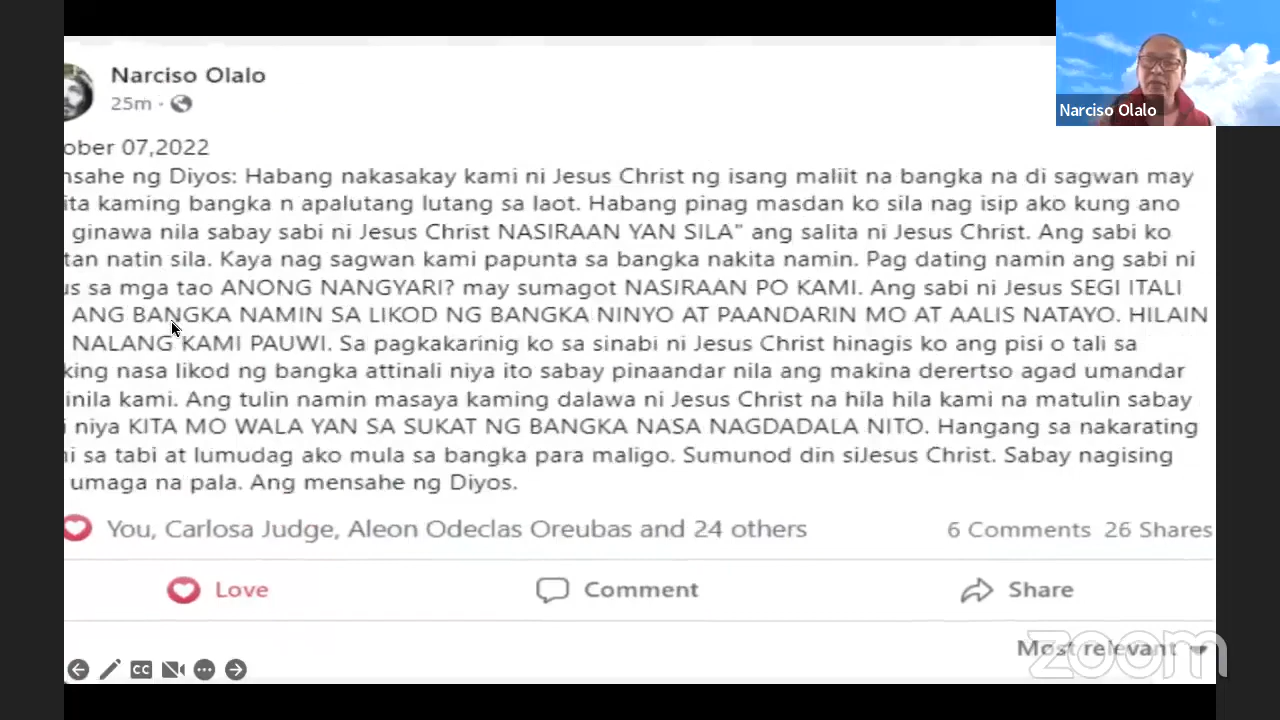 Narciso Olalo
25m ·
ober 07,2022
nsahe ng Diyos: Habang nakasakay kami ni Jesus Christ ng isang maliit na bangka na di sagwan may
ita kaming bangka n apalutang lutang sa laot. Habang pinag masdan ko sila nag isip ako kung ano
ginawa nila sabay sabi ni Jesus Christ NASIRAAN YAN SILA" ang salita ni Jesus Christ. Ang sabi ko
tan natin sila. Kaya nag sagwan kami papunta sa bangka nakita namin. Pag dating namin ang sabi ni
us sa mga tao ANONG NANGYARI? may sumagot NASIRAAN PO KAMI. Ang sabi ni Jesus SEGI ITALI
ANG BANGKA NAMIN SA LIKOD NG BANGKA NINYO AT PAANDARIN MO AT AALIS NATAYO. HILAIN
NALANG KAMI PAUWI. Sa pagkakarinig ko sa sinabi ni Jesus Christ hinagis ko ang pisi o tali sa
king nasa likod ng bangka attinali niya ito sabay pinaandar nila ang makina derertso agad umandar
inila kami. Ang tulin namin masaya kaming dalawa ni Jesus Christ na hila hila kami na matulin sabay
i niya KITA MO WALA YAN SA SUKAT NG BANGKA NASA NAGDADALA NITO. Hangang sa nakarating
ni sa tabi at lumudag ako mula sa bangka para maligo. Sumunod din siJesus Christ. Sabay nagising
umaga na pala. Ang mensahe ng Diyos.
You, Carlosa Judge, Aleon Odeclas Oreubas and 24 others
6 Comments 26 Shares
Love
Comment
Share
Most relevant
CC
zoom
Narciso Olalo